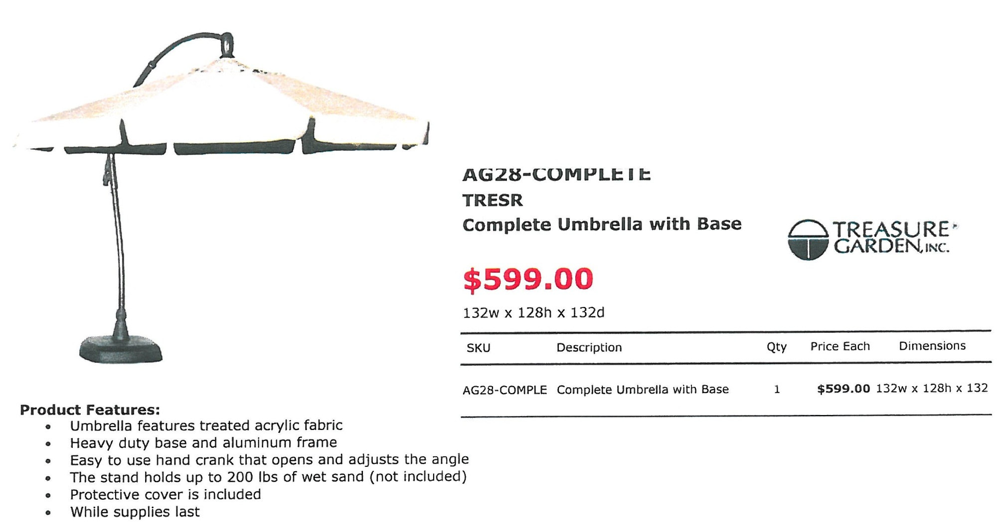 AG28-COMPLETE
TRESR
Complete Umbrella with Base
TREASURE
GARDEN, INC.
$599.00
132w x 128h x 132d
SKU Description Qty Price Each Dimensions
AG28-COMPLE Complete Umbrella with Base 1 $599.00 132w x 128h x 132
Product Features:
• Umbrella features treated acrylic fabric
• Heavy duty base and aluminum frame
• Easy to use hand crank that opens and adjusts the angle
• The stand holds up to 200 lbs of wet sand (not included)
• Protective cover is included
• While supplies last